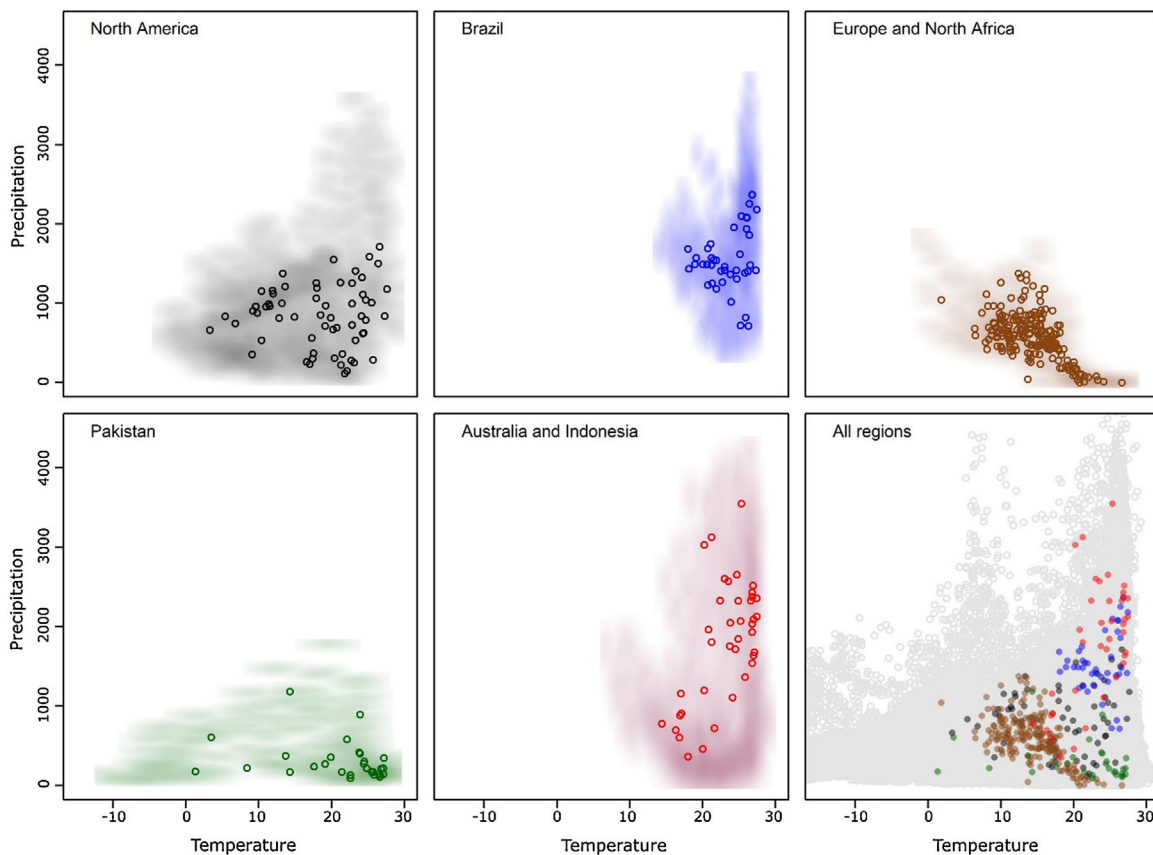 North America
Brazil
Europe and North Africa
Precipitation
4000
3000
2000
1000
0
Pakistan
Australia and Indonesia
All regions
Precipitation
4000
3000
2000
1000
0
-10 0 10 20 30
-10 0 10 20 30
-10 0 10 20 30
Temperature
Temperature
Temperature